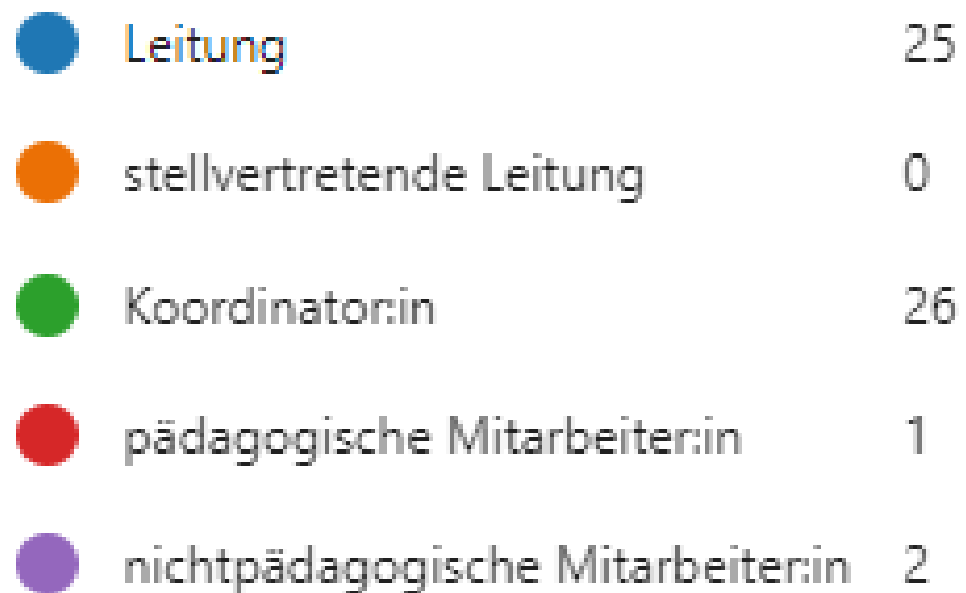 Leitung 25
stellvertretende Leitung 0
Koordinator:in 26
pädagogische Mitarbeiter:in 1
nichtpädagogische Mitarbeiter:in 2